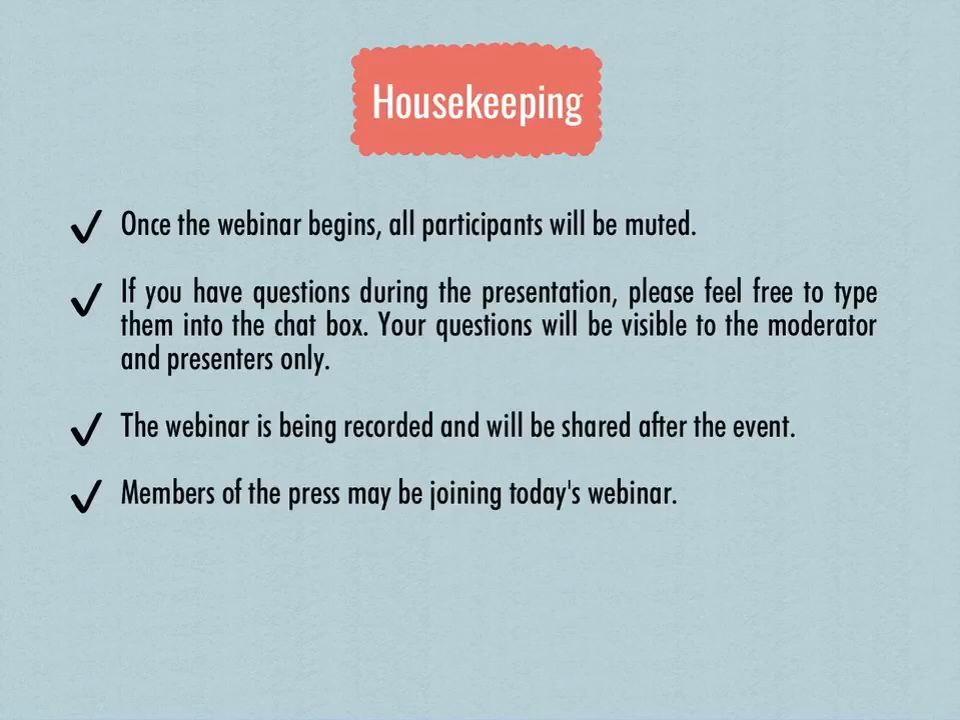 Housekeeping
Once the webinar begins, all participants will be muted.
If you have questions during the presentation, please feel free to type
them into the chat box. Your questions will be visible to the moderator
and presenters only.
The webinar is being recorded and will be shared after the event.
Members of the press may be joining today's webinar.